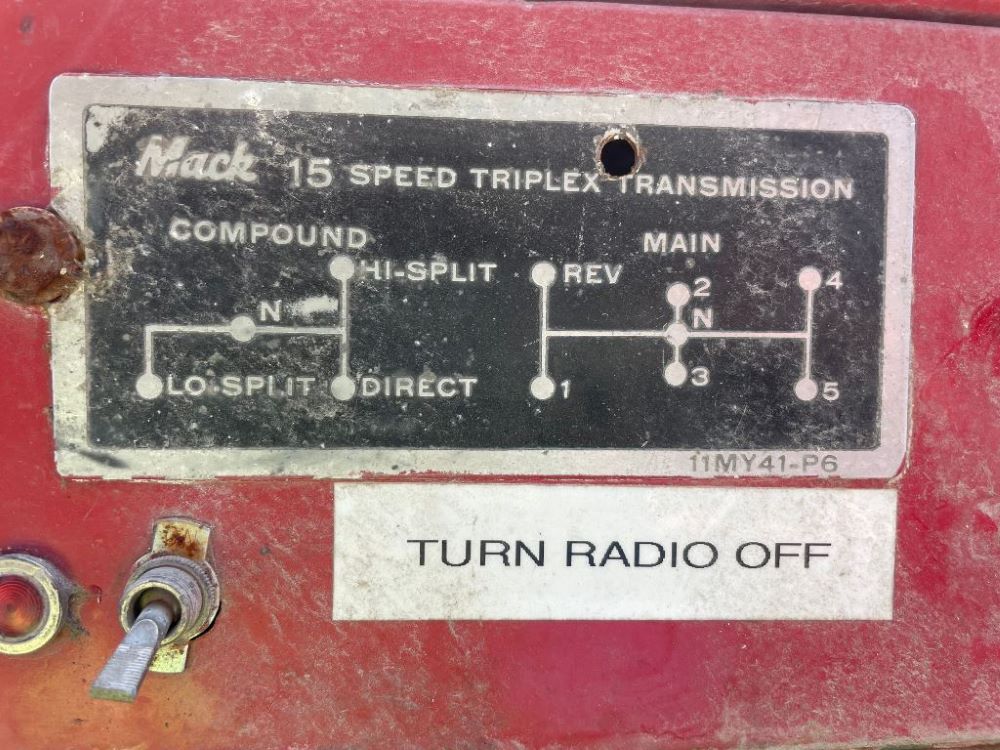 Mack 15 SPEED TRIPLEX TRANSMISSION
COMPOUND MAIN
HI-SPLIT REV 2 4
N N
LO-SPLIT DIRECT 1 3 5
11MY41-P6
TURN RADIO OFF